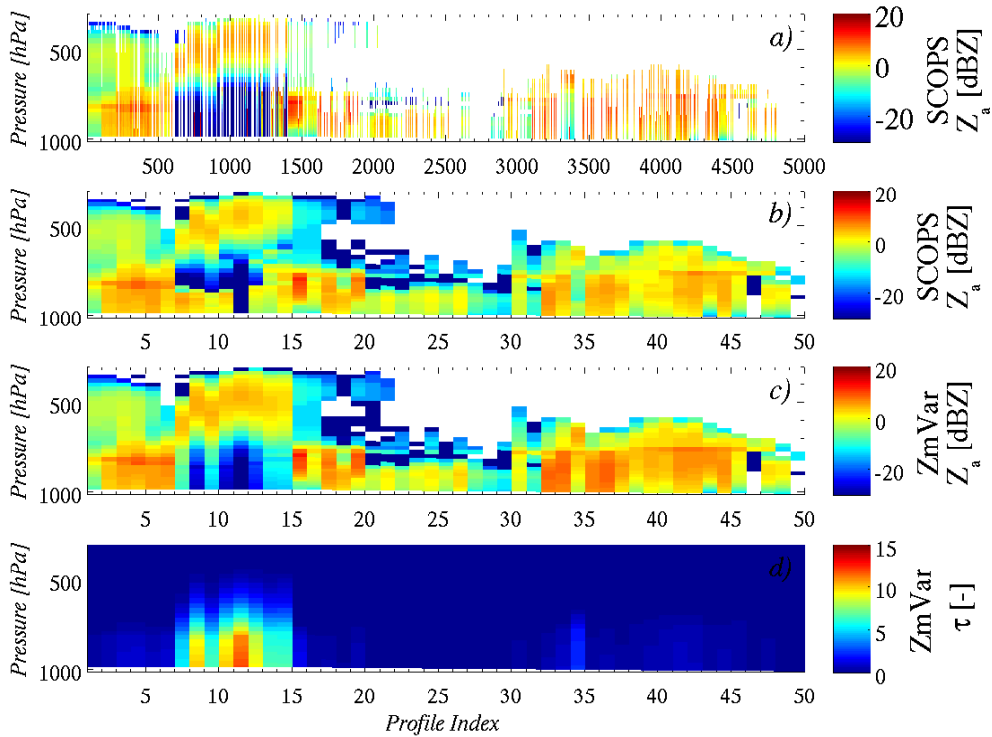 a)
Pressure [hPa]
500
1000
500 1000 1500 2000 2500 3000 3500 4000 4500 5000
20
0
-20
SCOPS
Za [dBZ]
b)
Pressure [hPa]
500
1000
5 10 15 20 25 30 35 40 45 50
20
0
-20
SCOPS
Za [dBZ]
c)
Pressure [hPa]
500
1000
5 10 15 20 25 30 35 40 45 50
20
0
-20
ZmVar
Za [dBZ]
d)
Pressure [hPa]
500
1000
5 10 15 20 25 30 35 40 45 50
15
10
5
0
ZmVar
τ [-]
Profile Index